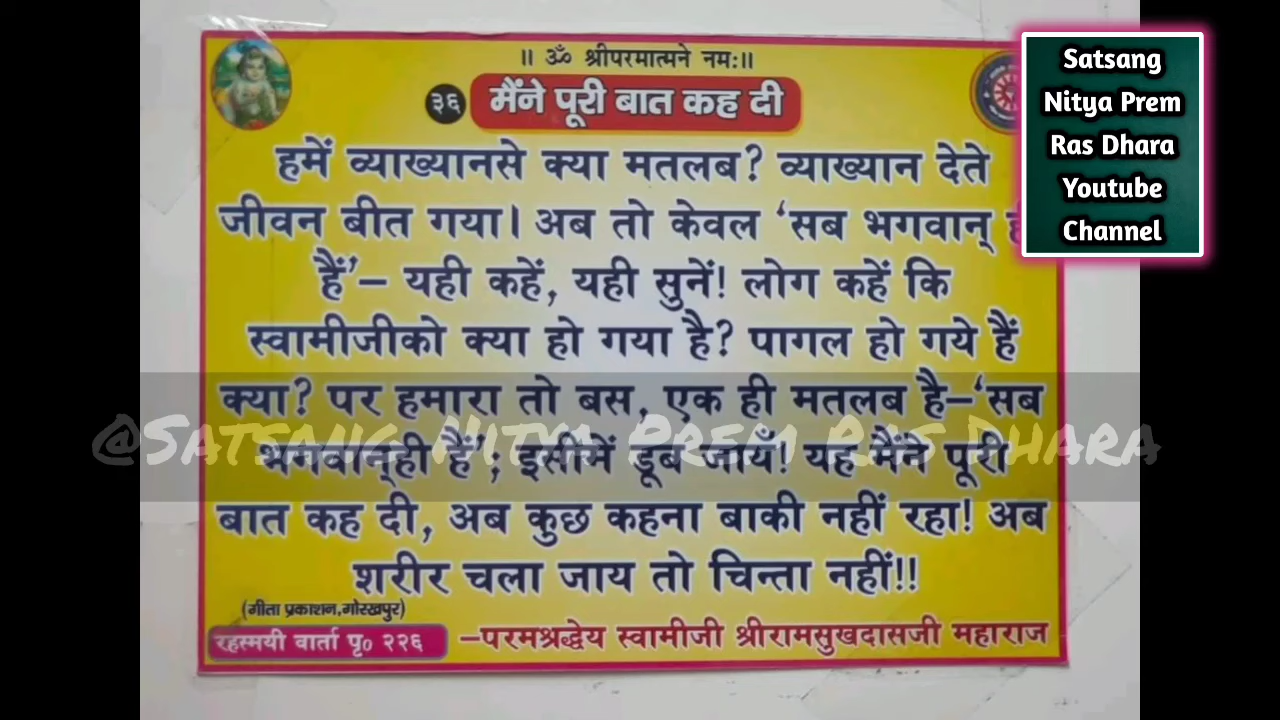 ॥ ॐ श्रीपरमात्मने नमः॥
३६ मैंने पूरी बात कह दी
हमें व्याख्यानसे क्या मतलब? व्याख्यान देते
जीवन बीत गया। अब तो केवल ‘सब भगवान्
हैं’– यही कहें, यही सुनें! लोग कहें कि
स्वामीजीको क्या हो गया है? पागल हो गये हैं
क्या? पर हमारा तो बस, एक ही मतलब है–‘सब
भगवान्‌ही हैं’; इसीमें डूब जायँ! यह मैंने पूरी
बात कह दी, अब कुछ कहना बाकी नहीं रहा! अब
शरीर चला जाय तो चिन्ता नहीं!!
(गीता प्रकाशन,गोरखपुर)
रहस्मयी वार्ता पृ० २२६
–परमश्रद्धेय स्वामीजी श्रीरामसुखदासजी महाराज
Satsang
Nitya Prem
Ras Dhara
Youtube
Channel
@Satsang Nitya Prem Ras Dhara